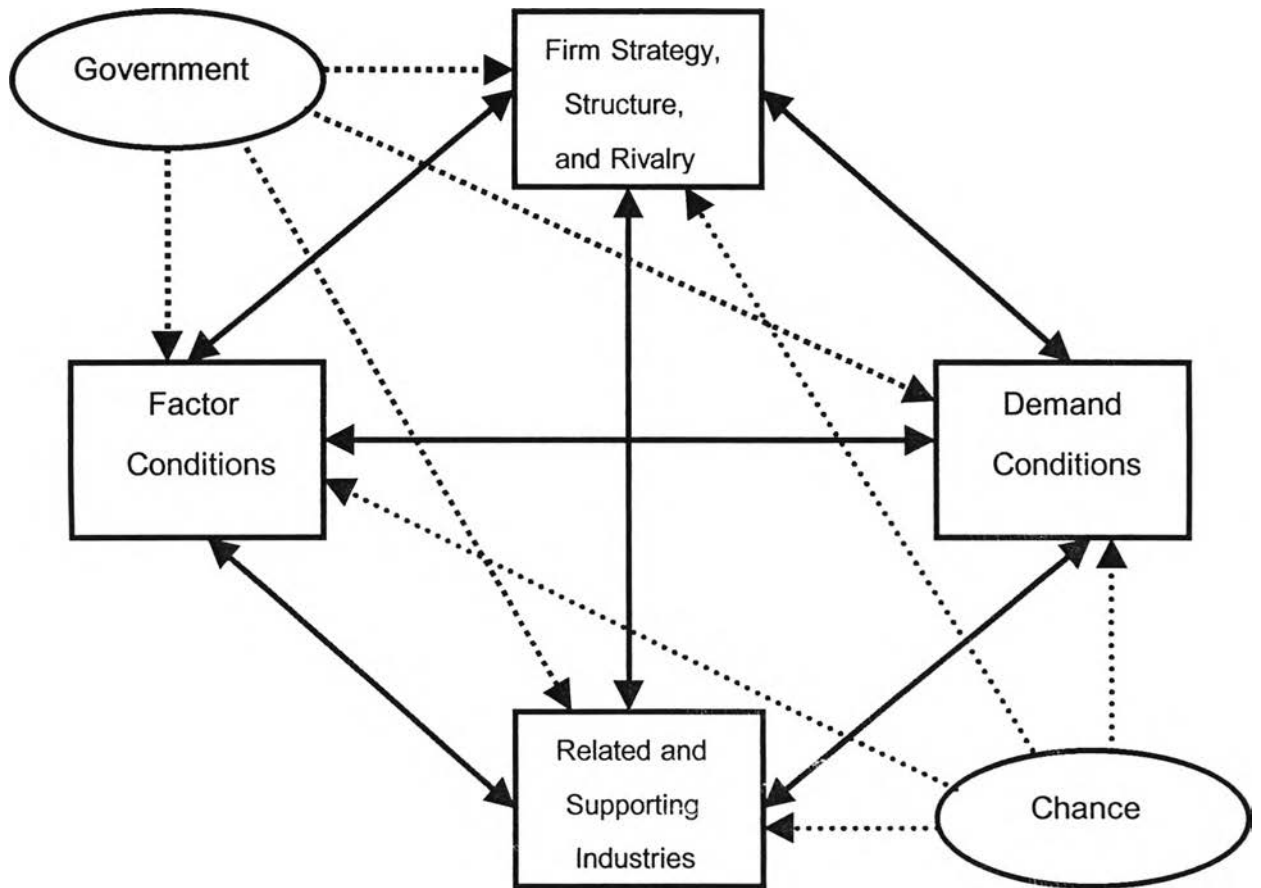 Government
Firm Strategy,
Structure,
and Rivalry
Factor
Conditions
Demand
Conditions
Related and
Supporting
Industries
Chance